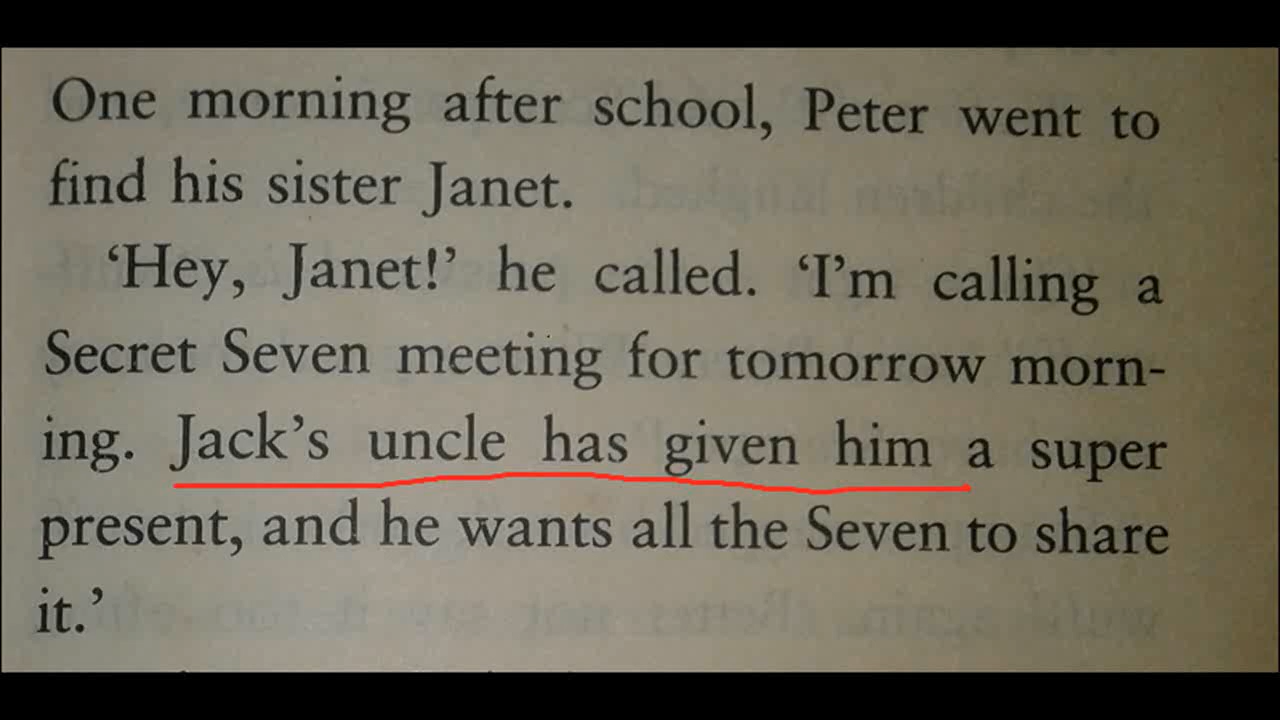 One morning after school, Peter went to
find his sister Janet.
‘Hey, Janet!’ he called. ‘I’m calling a
Secret Seven meeting for tomorrow morn-
ing. Jack’s uncle has given him a super
present, and he wants all the Seven to share
it.’